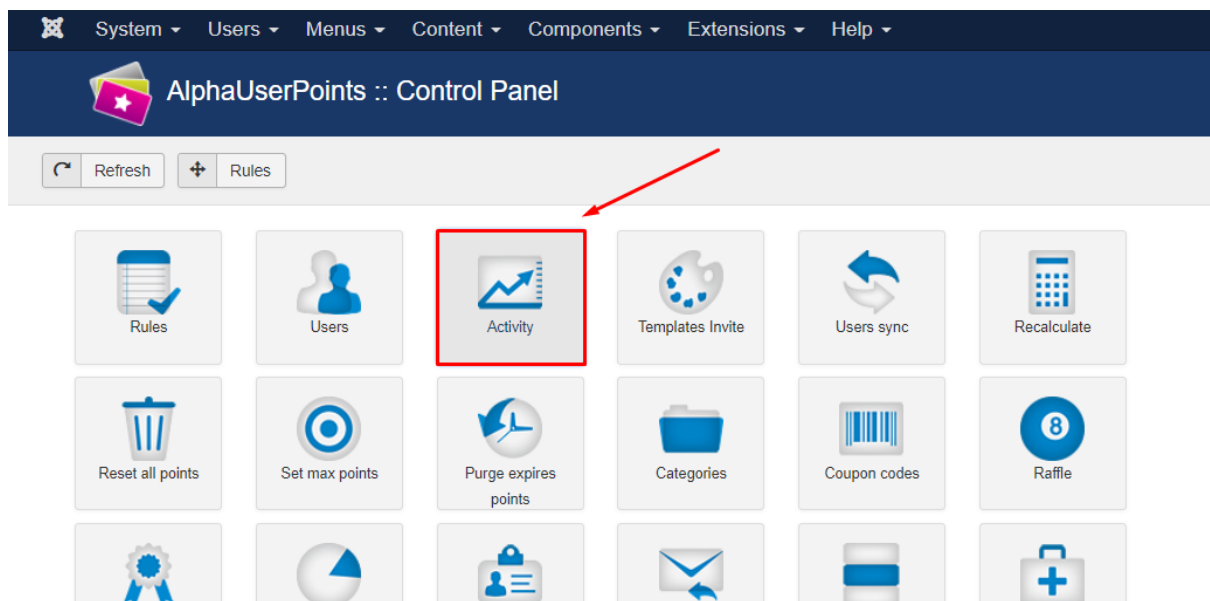 System Users Menus Content Components Extensions Help
AlphaUserPoints :: Control Panel
Refresh Rules
Rules Users Activity Templates Invite Users sync Recalculate
8
Reset all points Set max points Purge expires Categories Coupon codes Raffle
points